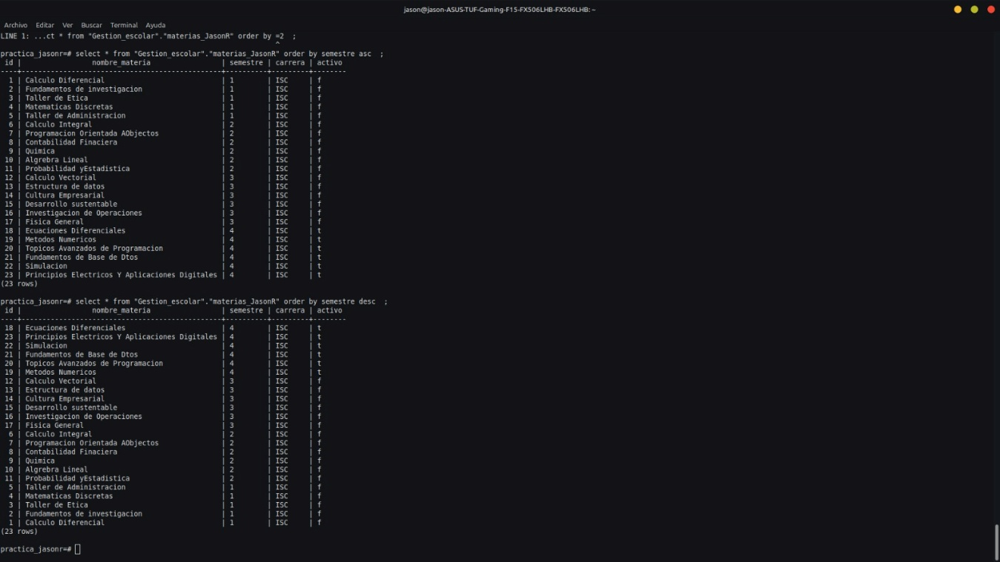 jason@jason-ASUS-TUF-Gaming-F15-FX506LHB-FX506LHB: ~
Archivo Editar Ver Buscar Terminal Ayuda
LINE 1: ...ct * from "Gestion_escolar"."materias_JasonR" order by =2  ;
^
practica_jasonr=# select * from "Gestion_escolar"."materias_JasonR" order by semestre asc  ;
id | nombre_materia | semestre | carrera | activo
----+------------------------------------------------+----------+---------+--------
1 | Calculo Diferencial | 1 | ISC | f
2 | Fundamentos de investigacion | 1 | ISC | f
3 | Taller de Etica | 1 | ISC | f
4 | Matematicas Discretas | 1 | ISC | f
5 | Taller de Administracion | 1 | ISC | f
6 | Calculo Integral | 2 | ISC | f
7 | Programacion Orientada AObjectos | 2 | ISC | f
8 | Contabilidad Finaciera | 2 | ISC | f
9 | Quimica | 2 | ISC | f
10 | Algrebra Lineal | 2 | ISC | f
11 | Probabilidad yEstadistica | 2 | ISC | f
12 | Calculo Vectorial | 3 | ISC | f
13 | Estructura de datos | 3 | ISC | f
14 | Cultura Empresarial | 3 | ISC | f
15 | Desarrollo sustentable | 3 | ISC | f
16 | Investigacion de Operaciones | 3 | ISC | f
17 | Fisica General | 3 | ISC | f
18 | Ecuaciones Diferenciales | 4 | ISC | t
19 | Metodos Numericos | 4 | ISC | t
20 | Topicos Avanzados de Programacion | 4 | ISC | t
21 | Fundamentos de Base de Dtos | 4 | ISC | t
22 | Simulacion | 4 | ISC | t
23 | Principios Electricos Y Aplicaciones Digitales | 4 | ISC | t
(23 rows)
practica_jasonr=# select * from "Gestion_escolar"."materias_JasonR" order by semestre desc  ;
id | nombre_materia | semestre | carrera | activo
----+------------------------------------------------+----------+---------+--------
18 | Ecuaciones Diferenciales | 4 | ISC | t
23 | Principios Electricos Y Aplicaciones Digitales | 4 | ISC | t
22 | Simulacion | 4 | ISC | t
21 | Fundamentos de Base de Dtos | 4 | ISC | t
20 | Topicos Avanzados de Programacion | 4 | ISC | t
19 | Metodos Numericos | 4 | ISC | t
12 | Calculo Vectorial | 3 | ISC | f
13 | Estructura de datos | 3 | ISC | f
14 | Cultura Empresarial | 3 | ISC | f
15 | Desarrollo sustentable | 3 | ISC | f
16 | Investigacion de Operaciones | 3 | ISC | f
17 | Fisica General | 3 | ISC | f
6 | Calculo Integral | 2 | ISC | f
7 | Programacion Orientada AObjectos | 2 | ISC | f
8 | Contabilidad Finaciera | 2 | ISC | f
9 | Quimica | 2 | ISC | f
10 | Algrebra Lineal | 2 | ISC | f
11 | Probabilidad yEstadistica | 2 | ISC | f
5 | Taller de Administracion | 1 | ISC | f
4 | Matematicas Discretas | 1 | ISC | f
3 | Taller de Etica | 1 | ISC | f
2 | Fundamentos de investigacion | 1 | ISC | f
1 | Calculo Diferencial | 1 | ISC | f
(23 rows)
practica_jasonr=#